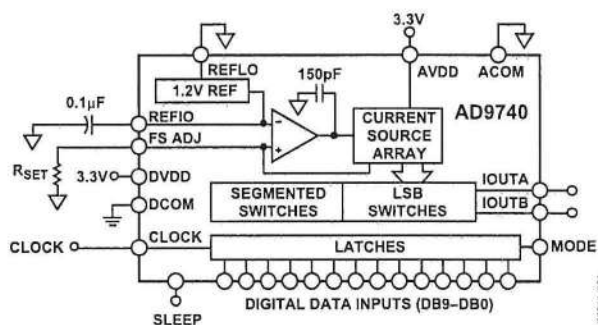 3.3V
REFLO
150pF
AVDD
ACOM
1.2V REF
AD9740
0.1µF
REFIO
CURRENT
SOURCE
ARRAY
FS ADJ
RSET
3.3V
DVDD
SEGMENTED
SWITCHES
LSB
SWITCHES
IOUTA
IOUTB
DCOM
CLOCK
CLOCK
LATCHES
MODE
DIGITAL DATA INPUTS (DB9–DB0)
SLEEP